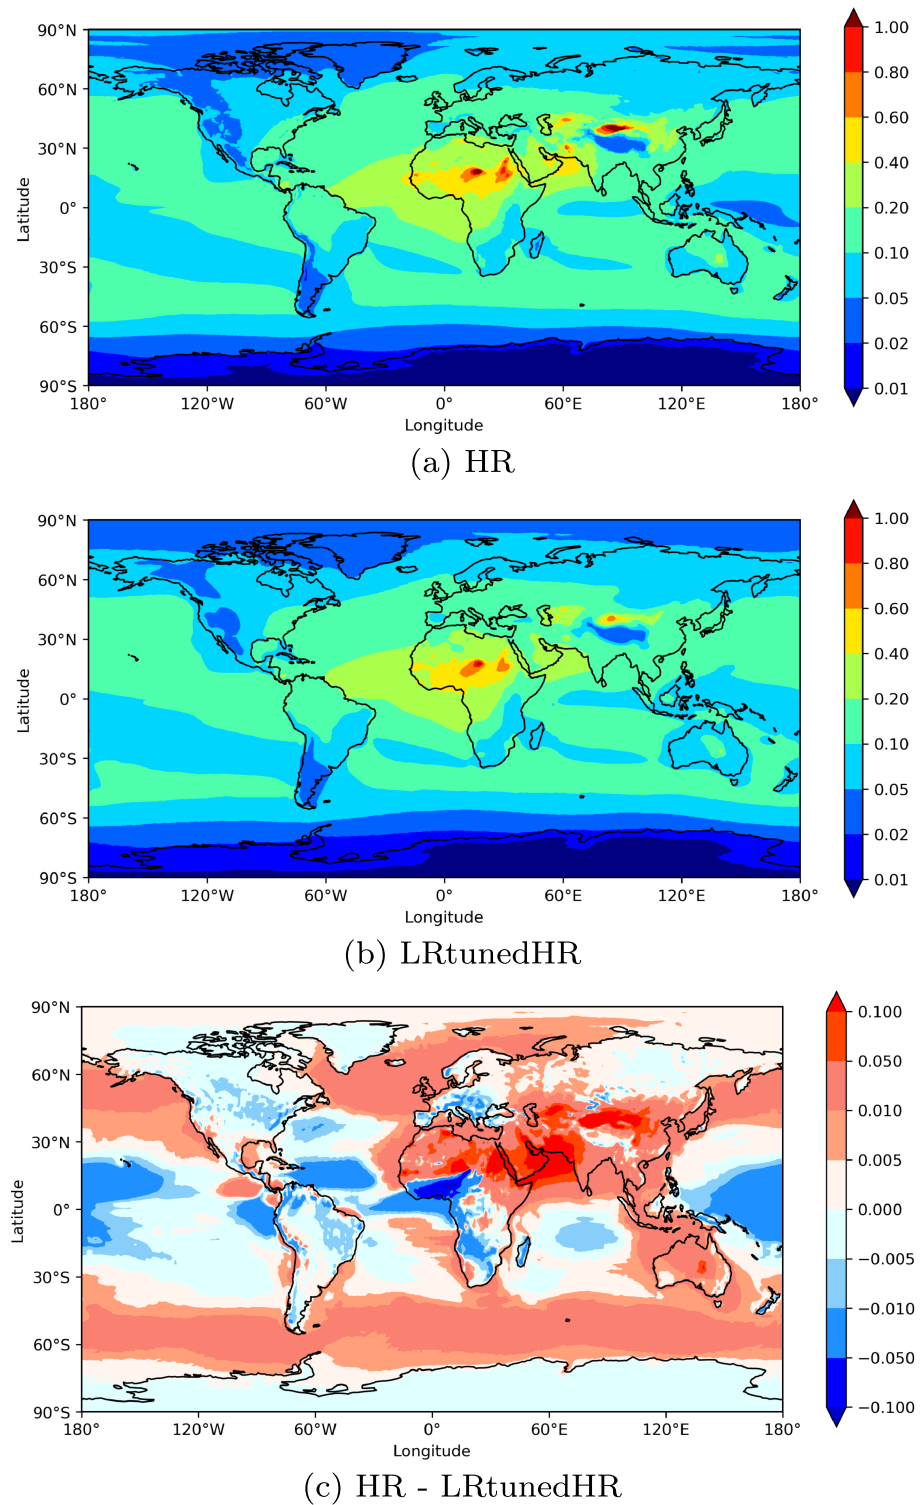 90°N
60°N
30°N
0°
30°S
60°S
90°S
Latitude
180° 120°W 60°W 0° 60°E 120°E 180°
Longitude
1.00
0.80
0.60
0.40
0.20
0.10
0.05
0.02
0.01
(a) HR
90°N
60°N
30°N
0°
30°S
60°S
90°S
Latitude
180° 120°W 60°W 0° 60°E 120°E 180°
Longitude
1.00
0.80
0.60
0.40
0.20
0.10
0.05
0.02
0.01
(b) LRtunedHR
90°N
60°N
30°N
0°
30°S
60°S
90°S
Latitude
180° 120°W 60°W 0° 60°E 120°E 180°
Longitude
0.100
0.050
0.010
0.005
0.000
−0.005
−0.010
−0.050
−0.100
(c) HR - LRtunedHR